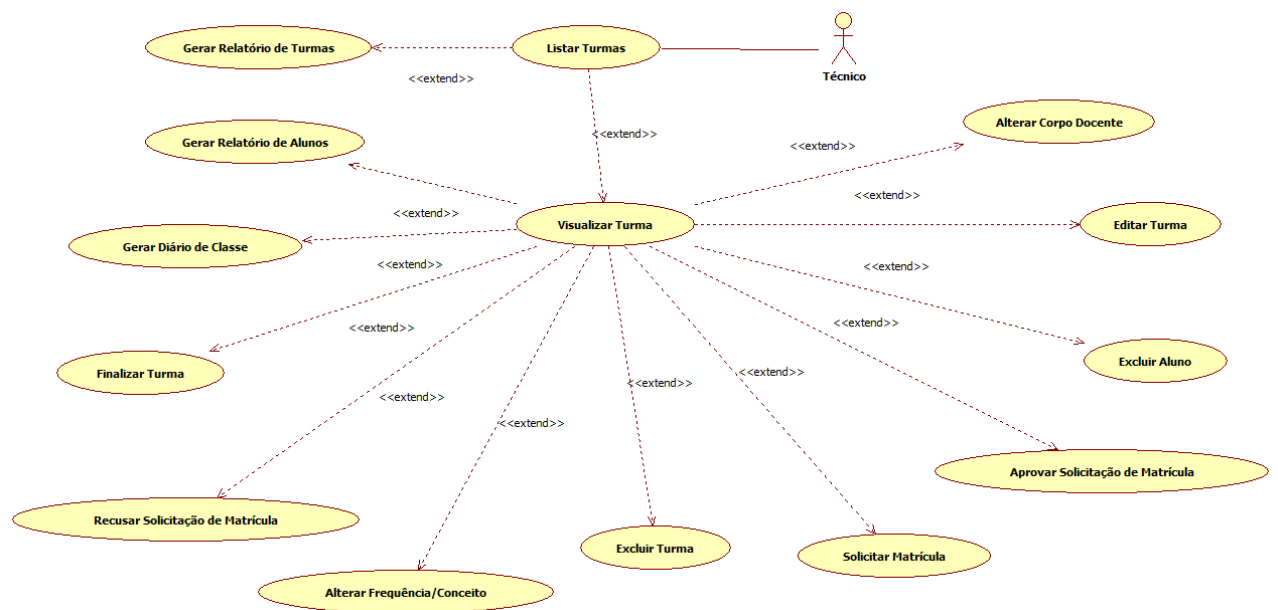 Gerar Relatório de Turmas
Listar Turmas
<<extend>>
Técnico
Gerar Relatório de Alunos
<<extend>>
Alterar Corpo Docente
<<extend>>
<<extend>>
Visualizar Turma
<<extend>>
Editar Turma
Gerar Diário de Classe
<<extend>>
<<extend>>
<<extend>>
<<extend>>
Finalizar Turma
Excluir Aluno
<<extend>>
<<extend>>
<<extend>>
<<extend>>
<<extend>>
Aprovar Solicitação de Matrícula
Recusar Solicitação de Matrícula
Excluir Turma
Solicitar Matrícula
Alterar Frequência/Conceito